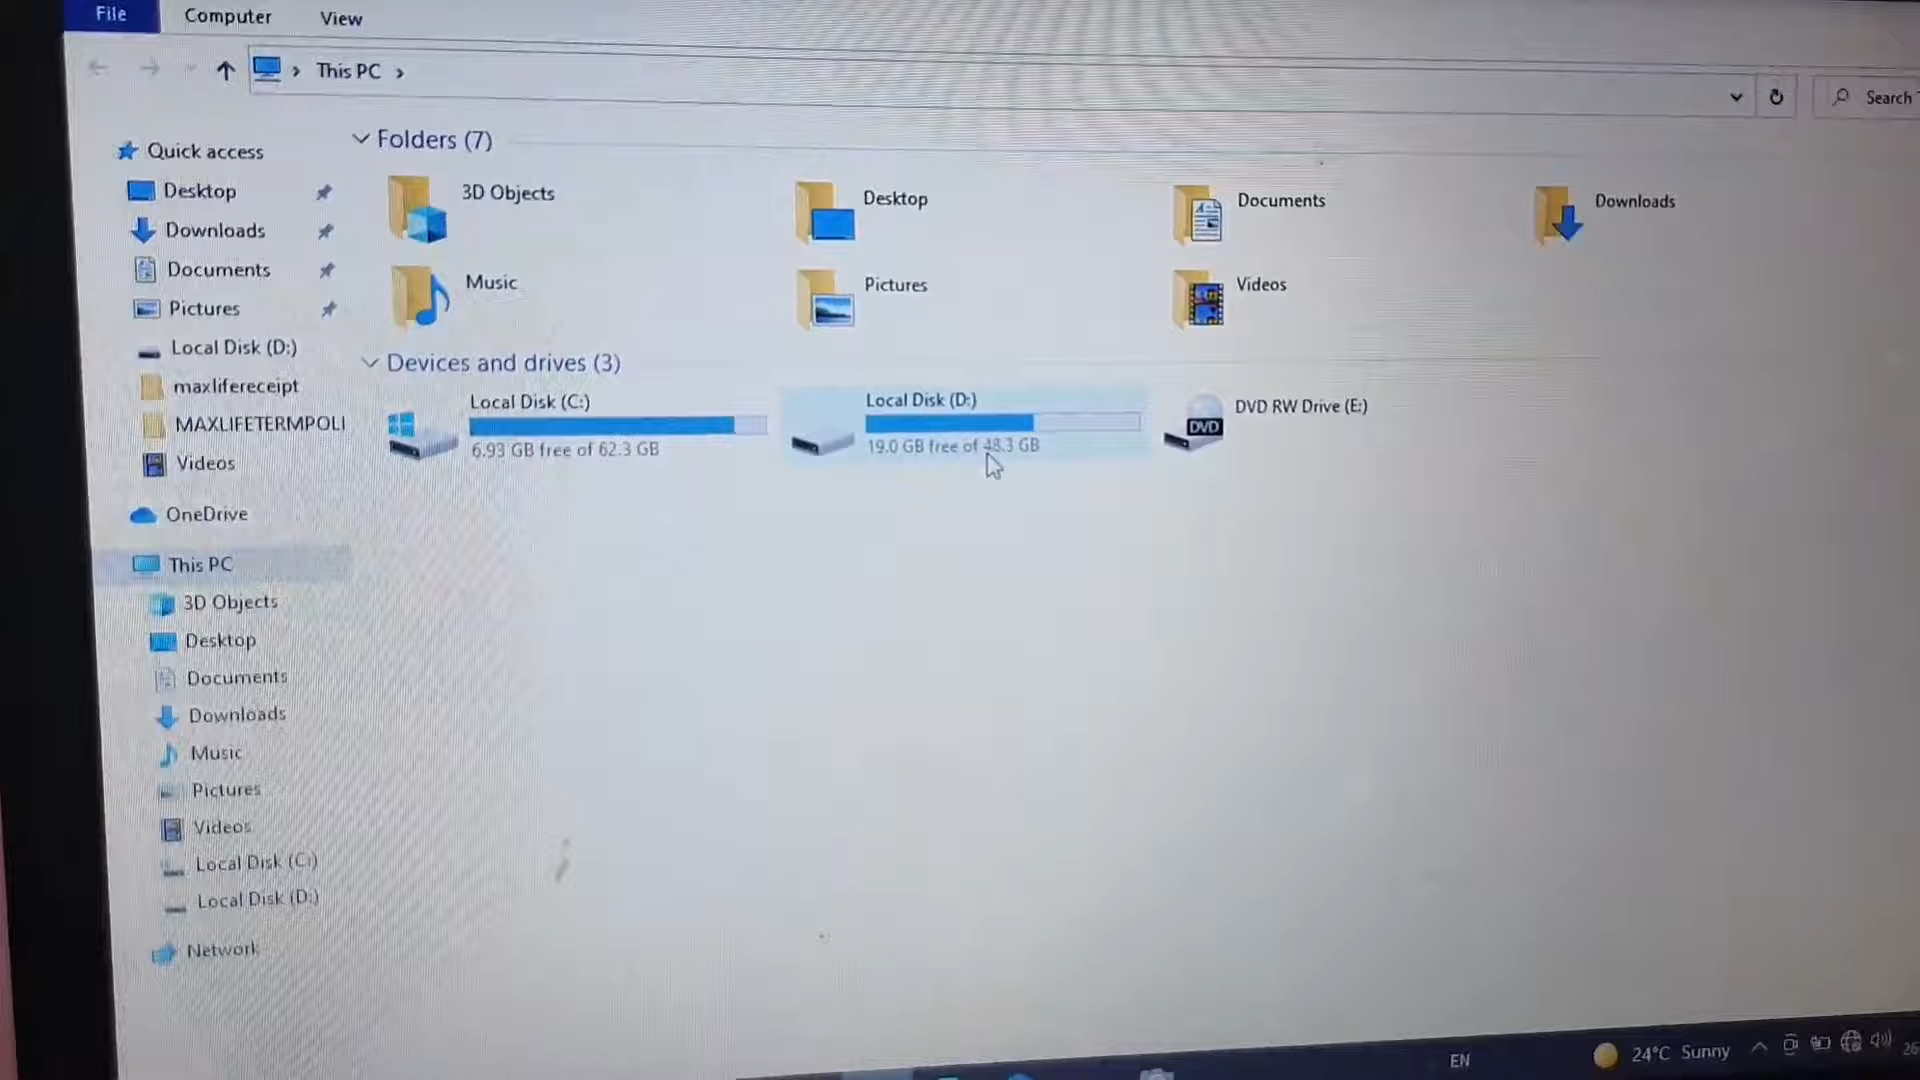 File Computer View
This PC
Search
Quick access
Desktop
Downloads
Documents
Pictures
Local Disk (D:)
maxlifereceipt
MAXLIFETERMPOLI
Videos
OneDrive
This PC
3D Objects
Desktop
Documents
Downloads
Music
Pictures
Videos
Local Disk (C:)
Local Disk (D:)
Network
Folders (7)
3D Objects
Desktop
Documents
Downloads
Music
Pictures
Videos
Devices and drives (3)
Local Disk (C:)
6.93 GB free of 62.3 GB
Local Disk (D:)
19.0 GB free of 48.3 GB
DVD RW Drive (E:)
DVD
EN
24°C Sunny
26